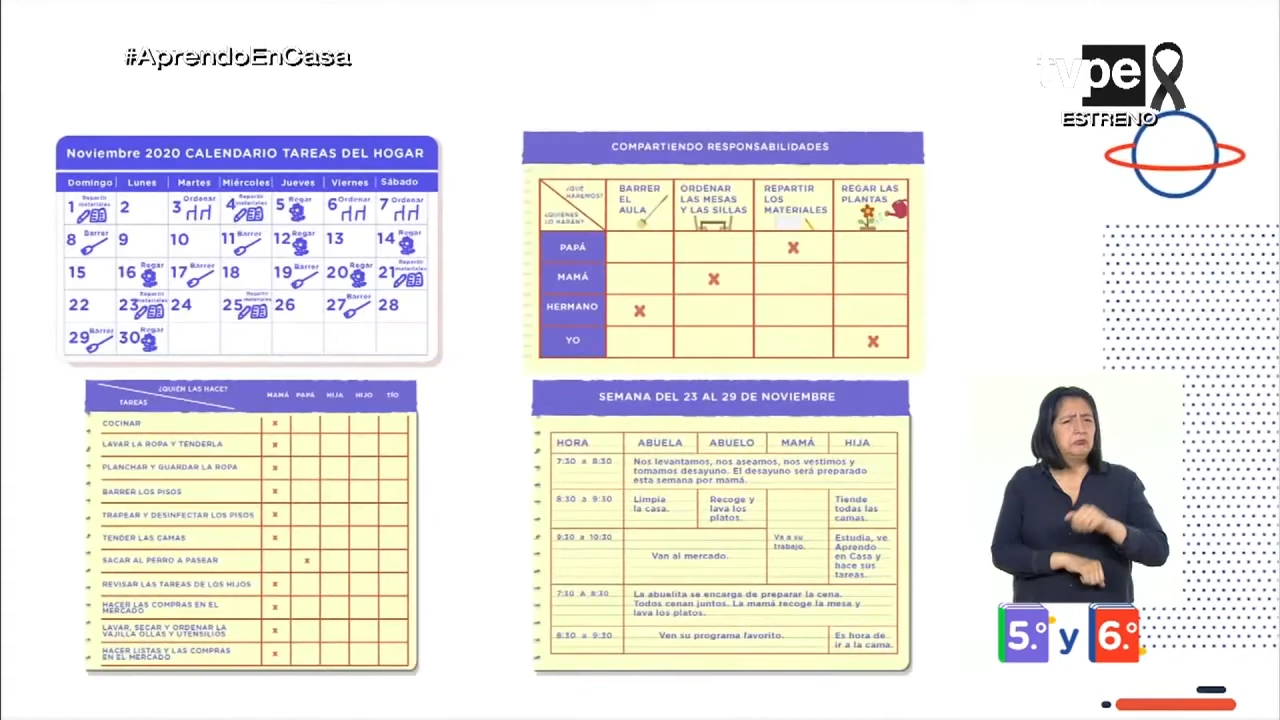 #AprendoEnCasa
tvpe
ESTRENO
Noviembre 2020 CALENDARIO TAREAS DEL HOGAR
Domingo Lunes Martes Miércoles Jueves Viernes Sábado
1 Repartir materiales 2 3 Ordenar 4 Repartir materiales 5 Regar 6 Ordenar 7 Ordenar
8 Barrer 9 10 11 Barrer 12 Regar 13 14 Regar
15 16 Regar 17 Barrer 18 19 Barrer 20 Regar 21 Repartir materiales
22 23 Repartir materiales 24 25 Repartir materiales 26 27 Barrer 28
29 Barrer 30 Regar
COMPARTIENDO RESPONSABILIDADES
¿QUÉ HAREMOS?
¿QUIÉNES LO HARÁN?
BARRER EL AULA
ORDENAR LAS MESAS Y LAS SILLAS
REPARTIR LOS MATERIALES
REGAR LAS PLANTAS
PAPÁ X
MAMÁ X
HERMANO X
YO X
¿QUIÉN LAS HACE?
TAREAS
MAMÁ PAPÁ HIJA HIJO TÍO
COCINAR X
LAVAR LA ROPA Y TENDERLA X
PLANCHAR Y GUARDAR LA ROPA X
BARRER LOS PISOS X
TRAPEAR Y DESINFECTAR LOS PISOS X
TENDER LAS CAMAS X
SACAR AL PERRO A PASEAR X
REVISAR LAS TAREAS DE LOS HIJOS X
HACER LAS COMPRAS EN EL
MERCADO X
LAVAR, SECAR Y ORDENAR LA
VAJILLA OLLAS Y UTENSILIOS X
HACER LISTAS Y LAS COMPRAS
EN EL MERCADO X
SEMANA DEL 23 AL 29 DE NOVIEMBRE
HORA ABUELA ABUELO MAMÁ HIJA
7:30 a 8:30
Nos levantamos, nos aseamos, nos vestimos y
tomamos desayuno. El desayuno será preparado
esta semana por mamá.
8:30 a 9:30
Limpia
la casa.
Recoge y
lava los
platos.
Tiende
todas las
camas.
9:30 a 10:30
Van al mercado.
Va a su
trabajo.
Estudia, ve
Aprendo
en Casa y
hace sus
tareas.
7:30 A 8:30
La abuelita se encarga de preparar la cena.
Todos cenan juntos. La mamá recoge la mesa y
lava los platos.
8:30 a 9:30
Ven su programa favorito.
Es hora de
ir a la cama.
5.° y 6.°